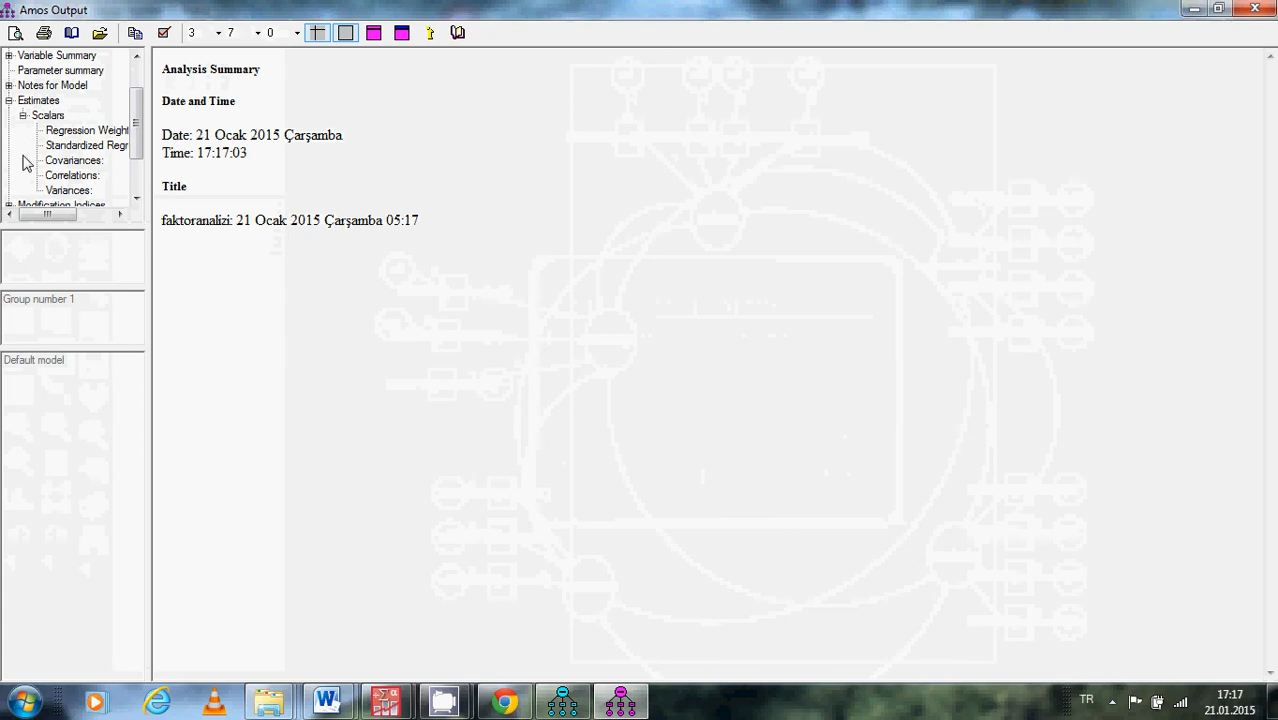 Amos Output
3 7 0
Variable Summary
Parameter summary
Notes for Model
Estimates
Scalars
Regression Weight
Standardized Regr
Covariances:
Correlations:
Variances:
Modification Indices
Group number 1
Default model
Analysis Summary
Date and Time
Date: 21 Ocak 2015 Çarşamba
Time: 17:17:03
Title
faktoranalizi: 21 Ocak 2015 Çarşamba 05:17
TR
17:17
21.01.2015